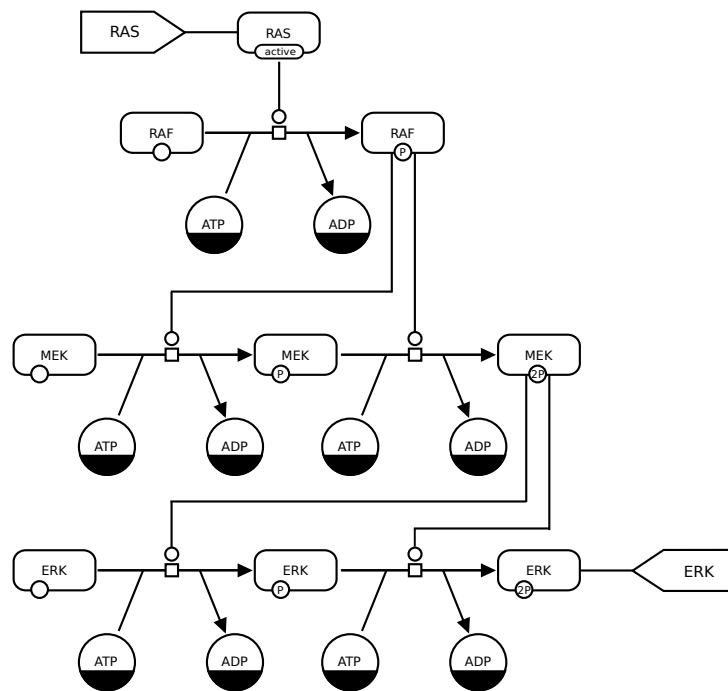 RAS
RAS
active
RAF
RAF
P
ATP
ADP
MEK
MEK
P
MEK
2P
ATP
ADP
ATP
ADP
ERK
ERK
P
ERK
2P
ERK
ATP
ADP
ATP
ADP